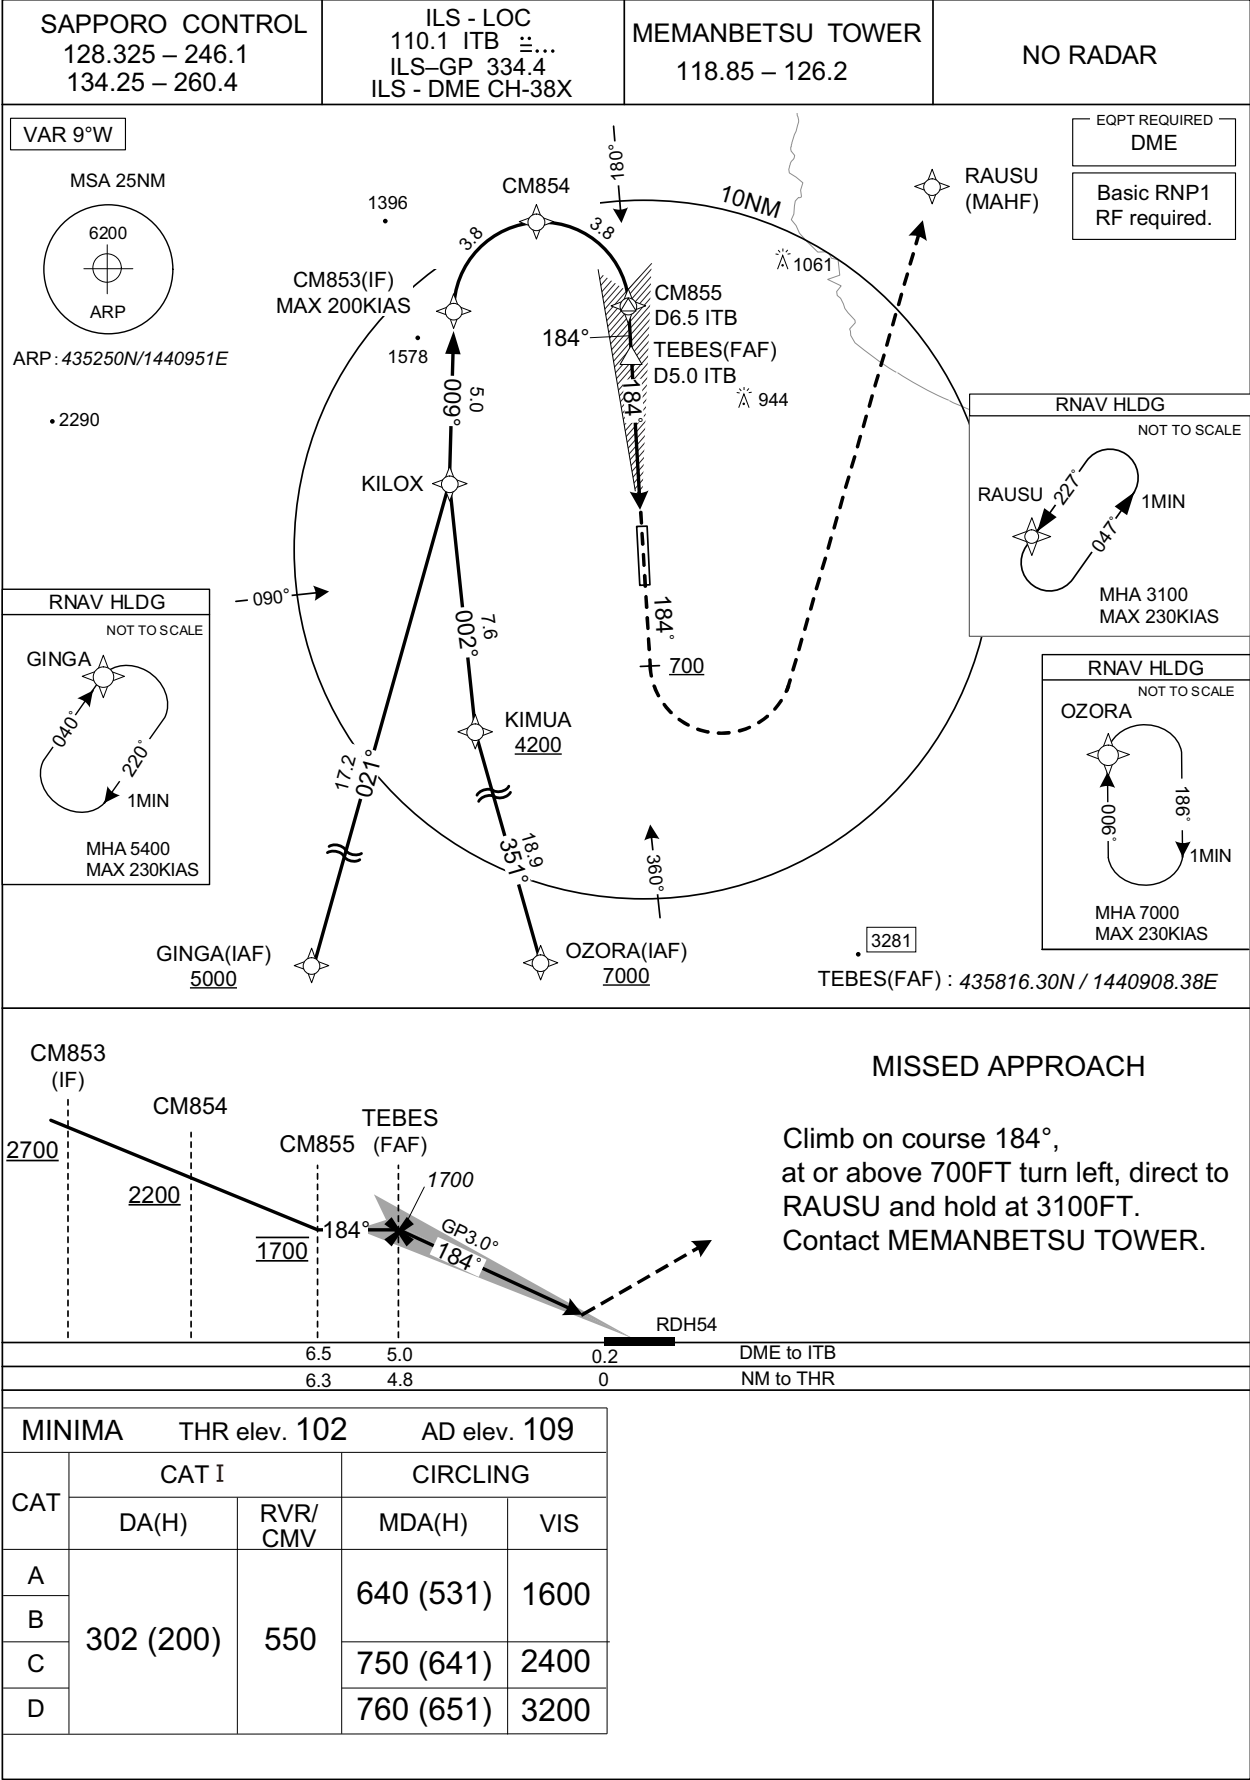 SAPPORO CONTROL
128.325 – 246.1
134.25 – 260.4
ILS - LOC
110.1 ITB
ILS–GP 334.4
ILS - DME CH-38X
MEMANBETSU TOWER
118.85 – 126.2
NO RADAR
VAR 9°W
EQPT REQUIRED
DME
Basic RNP1
RF required.
MSA 25NM
6200
ARP
ARP : 435250N/1440951E
2290
1396
1578
CM854
180°
10NM
RAUSU
(MAHF)
1061
3.8
3.8
CM853(IF)
MAX 200KIAS
CM855
D6.5 ITB
184°
TEBES(FAF)
D5.0 ITB
944
184°
009°
5.0
KILOX
RNAV HLDG
NOT TO SCALE
RAUSU
227°
047°
1MIN
MHA 3100
MAX 230KIAS
090°
RNAV HLDG
NOT TO SCALE
GINGA
040°
220°
1MIN
MHA 5400
MAX 230KIAS
002°
7.6
184°
700
KIMUA
4200
17.2
021°
18.9
351°
360°
RNAV HLDG
NOT TO SCALE
OZORA
006°
186°
1MIN
MHA 7000
MAX 230KIAS
GINGA(IAF)
5000
OZORA(IAF)
7000
3281
TEBES(FAF) : 435816.30N / 1440908.38E
CM853
(IF)
CM854
CM855
TEBES
(FAF)
2700
2200
1700
184°
1700
GP3.0°
184°
RDH54
MISSED APPROACH
Climb on course 184°,
at or above 700FT turn left, direct to
RAUSU and hold at 3100FT.
Contact MEMANBETSU TOWER.
6.5 5.0 0.2 DME to ITB
6.3 4.8 0 NM to THR
MINIMA THR elev. 102 AD elev. 109
CAT
CAT I
CIRCLING
DA(H)
RVR/
CMV
MDA(H)
VIS
A
B
C
D
302 (200)
550
640 (531) 1600
750 (641) 2400
760 (651) 3200